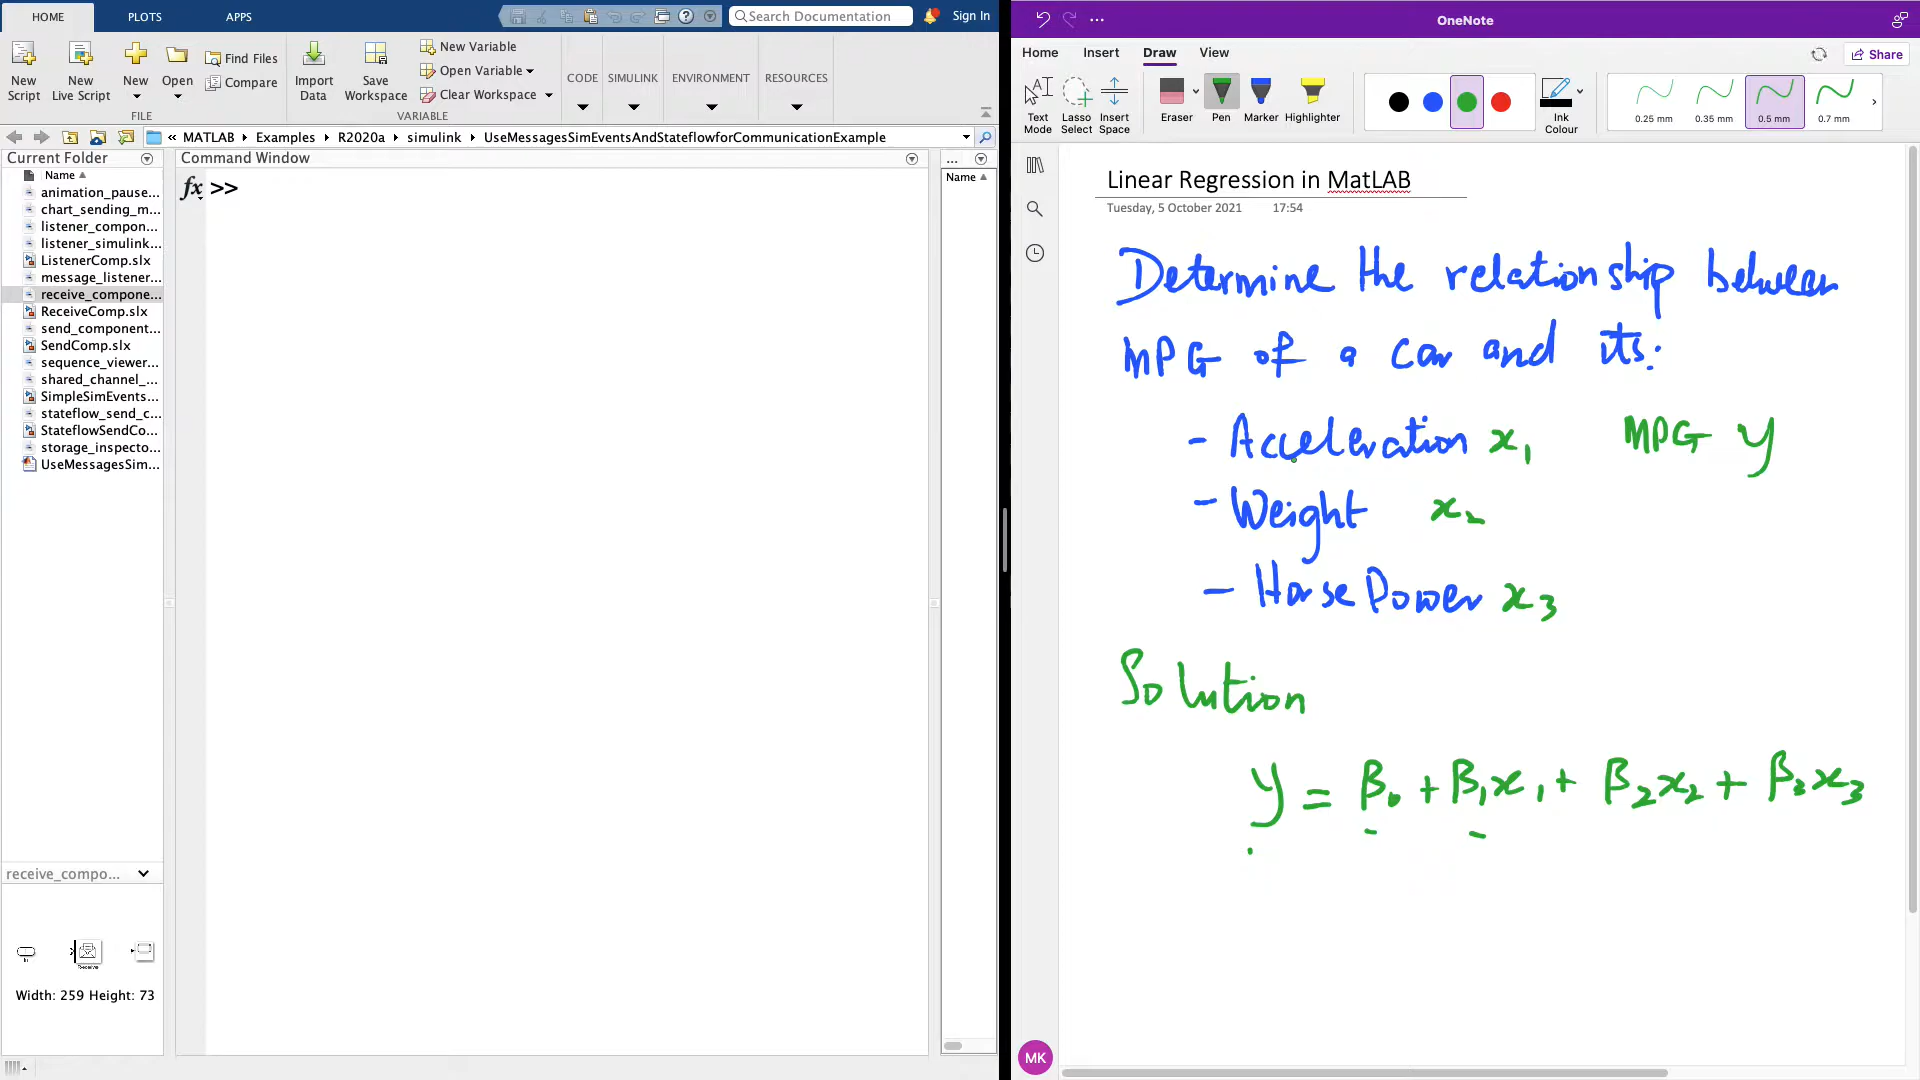 HOME PLOTS APPS Search Documentation Sign In
New Script
New Live Script
New
Open
Find Files
Compare
Import Data
Save Workspace
New Variable
Open Variable
Clear Workspace
CODE SIMULINK ENVIRONMENT RESOURCES
FILE VARIABLE
« MATLAB Examples R2020a simulink UseMessagesSimEventsAndStateflowforCommunicationExample
Current Folder
Name
animation_pause...
chart_sending_m...
listener_compon...
listener_simulink...
ListenerComp.slx
message_listener...
receive_compone...
ReceiveComp.slx
send_component...
SendComp.slx
sequence_viewer...
shared_channel_...
SimpleSimEvents...
stateflow_send_c...
StateflowSendCo...
storage_inspecto...
UseMessagesSim...
receive_compo...
Receive
Width: 259 Height: 73
Command Window
fx >>
...
Name
OneNote
Home Insert Draw View Share
Text Mode
Lasso Select
Insert Space
Eraser
Pen
Marker
Highlighter
Ink Colour
0.25 mm 0.35 mm 0.5 mm 0.7 mm
Linear Regression in MatLAB
Tuesday, 5 October 2021 17:54
Determine the relationship between
MPG of a car and its:
- Acceleration x₁ MPG y
- Weight x₂
- Horse Power x₃
Solution
y = β₀ + β₁x₁ + β₂x₂ + β₃x₃
MK